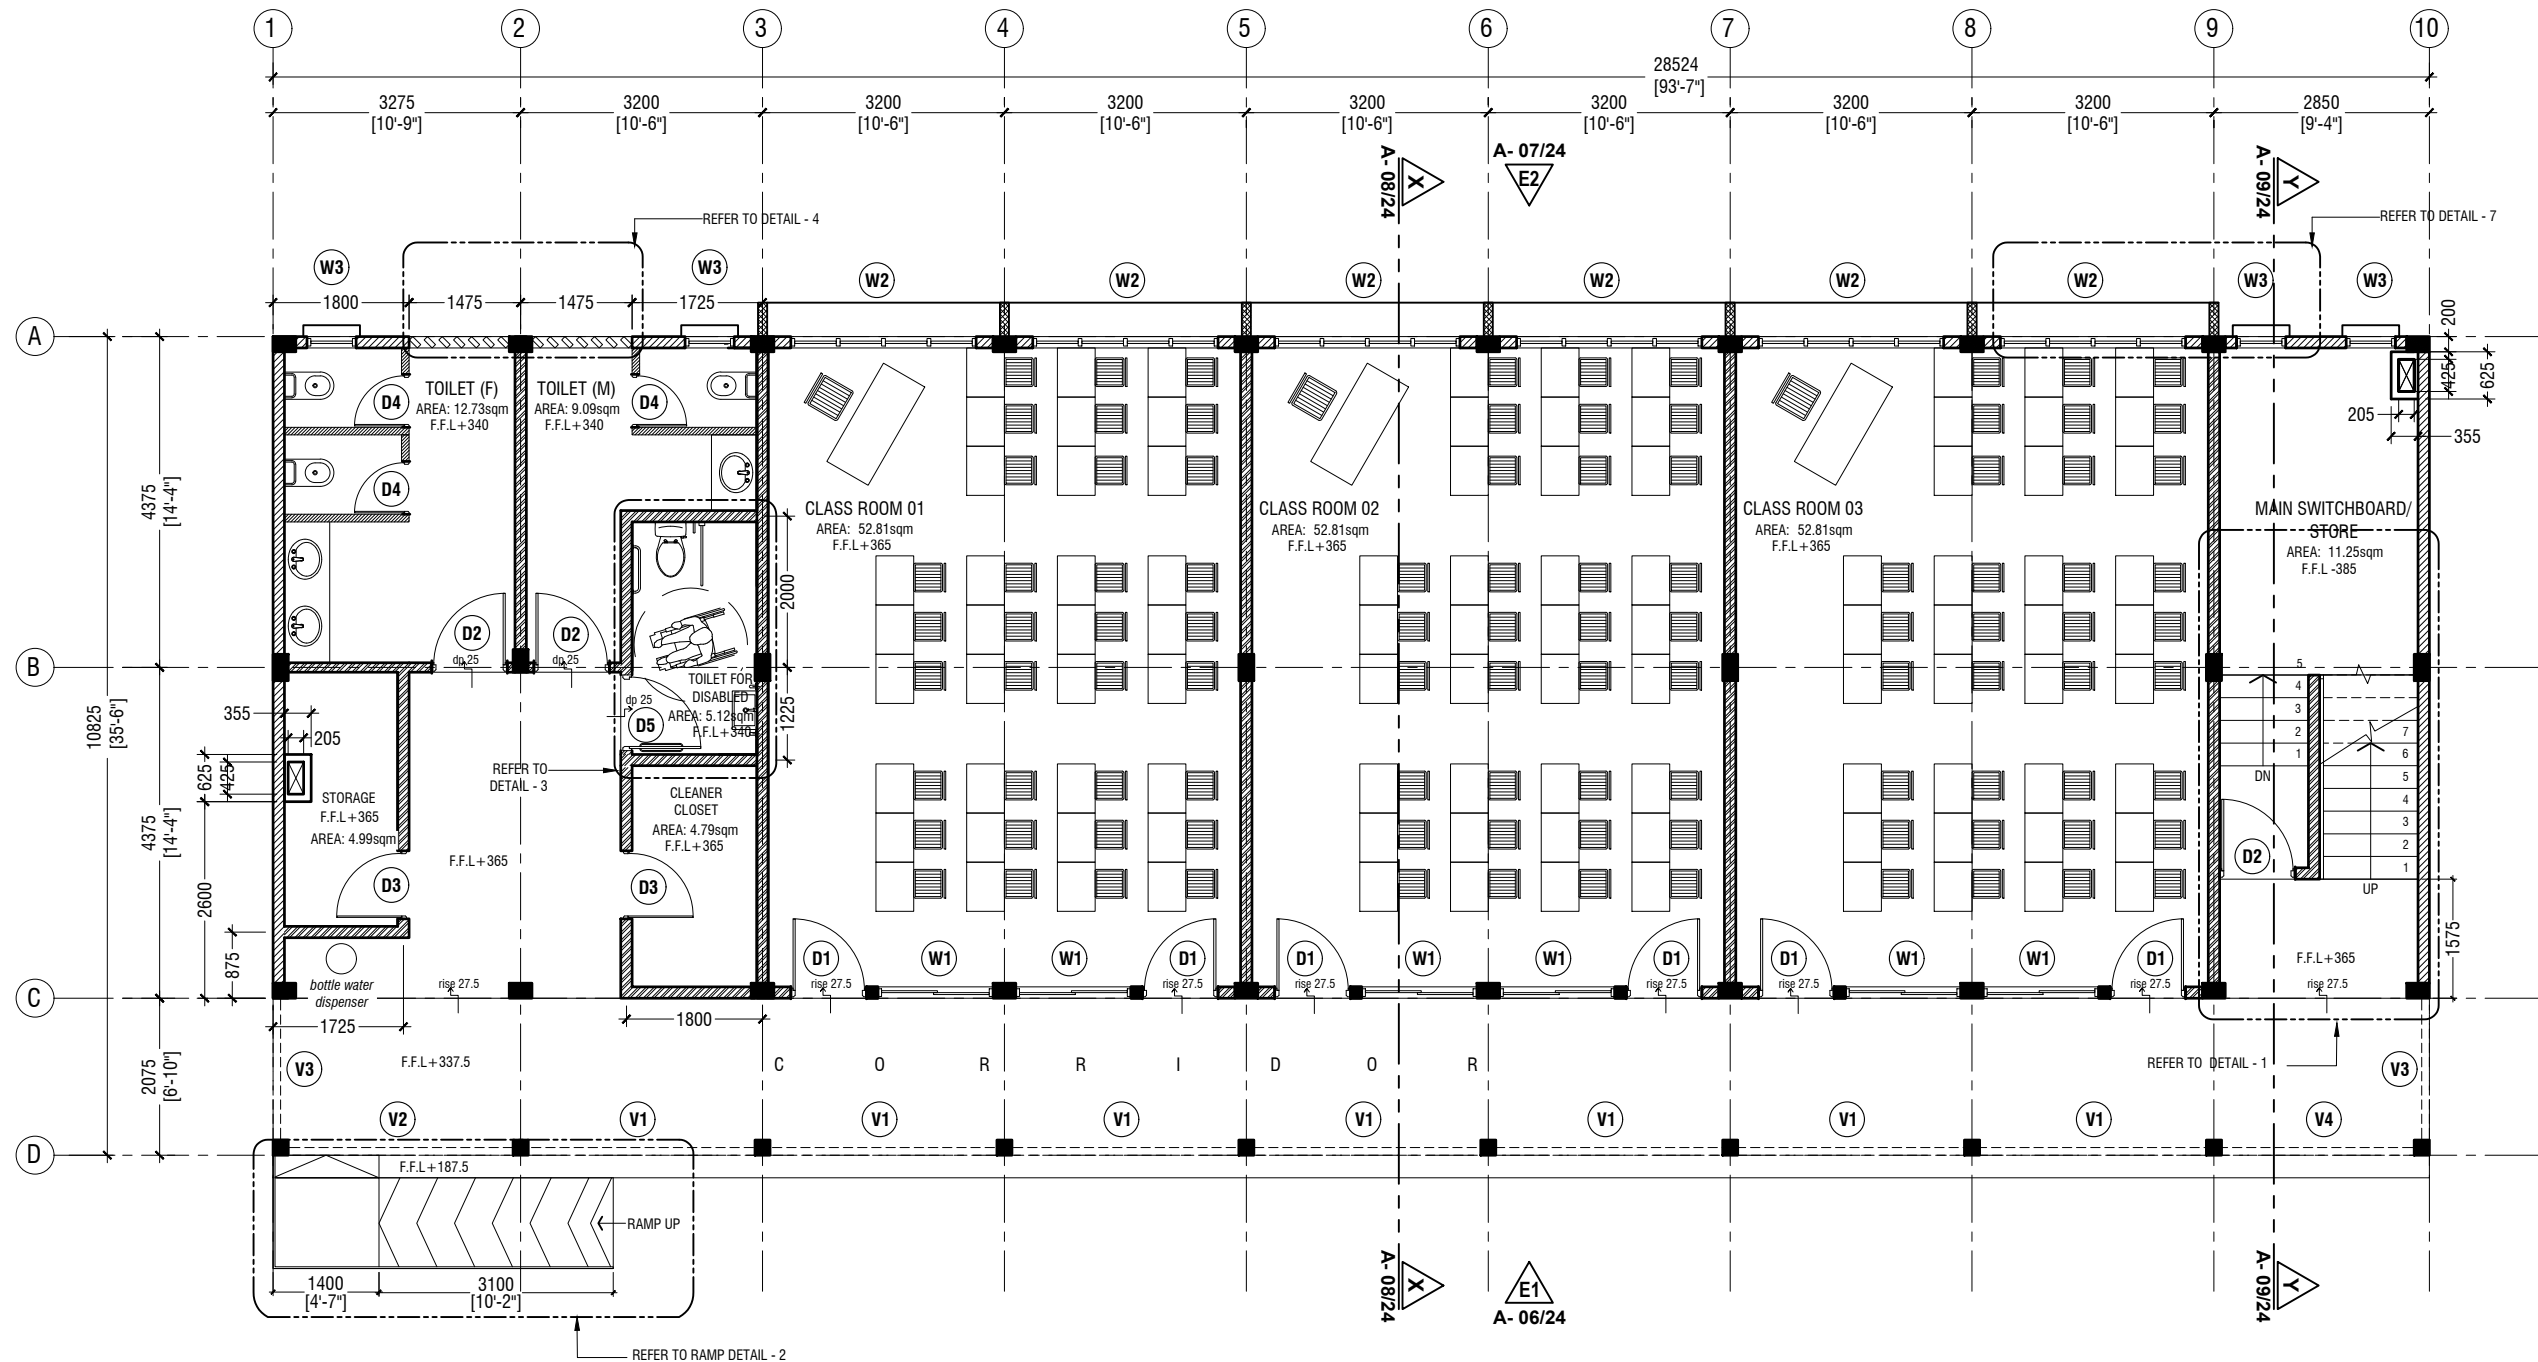 1 2 3 4 5 6 7 8 9 10
28524
[93'-7"]
3275 3200 3200 3200 3200 3200 3200 3200 2850
[10'-9"] [10'-6"] [10'-6"] [10'-6"] [10'-6"] [10'-6"] [10'-6"] [10'-6"] [9'-4"]
A- 08/24
X
A- 07/24
E2
A- 09/24
Y
REFER TO DETAIL - 4
REFER TO DETAIL - 7
W3 W3 W2 W2 W2 W2 W2 W2 W3 W3
1800 1475 1475 1725
200
A
D4
TOILET (F)
AREA: 12.73sqm
F.F.L+340
TOILET (M)
AREA: 9.09sqm
F.F.L+340
D4
425
625
205
355
D4
4375
[14'-4"]
CLASS ROOM 01
AREA: 52.81sqm
F.F.L+365
CLASS ROOM 02
AREA: 52.81sqm
F.F.L+365
CLASS ROOM 03
AREA: 52.81sqm
F.F.L+365
MAIN SWITCHBOARD/
STORE
AREA: 11.25sqm
F.F.L -385
2000
D2 D2
dp 25 dp 25
B
TOILET FOR
DISABLED
AREA: 5.12sqm
F.F.L+340
dp 25
D5
1225
5
4
3
2
1
DN
7
6
5
4
3
2
1
UP
10825
[35'-6"]
355
205
625
425
REFER TO
DETAIL - 3
STORAGE
F.F.L+365
AREA: 4.99sqm
CLEANER
CLOSET
AREA: 4.79sqm
F.F.L+365
4375
[14'-4"]
F.F.L+365
D3 D3
D2
2600
875
1575
D1 W1 W1 D1 D1 W1 W1 D1 D1 W1 W1 D1
F.F.L+365
bottle water
dispenser
rise 27.5 rise 27.5 rise 27.5 rise 27.5 rise 27.5 rise 27.5 rise 27.5 rise 27.5
C
1725
1800
2075
[6'-10"]
V3
F.F.L+337.5
C O R R I D O R
REFER TO DETAIL - 1
V3
V2 V1 V1 V1 V1 V1 V1 V1 V4
D
F.F.L+187.5
RAMP UP
1400
[4'-7"]
3100
[10'-2"]
A- 08/24
X
E1
A- 06/24
A- 09/24
Y
REFER TO RAMP DETAIL - 2